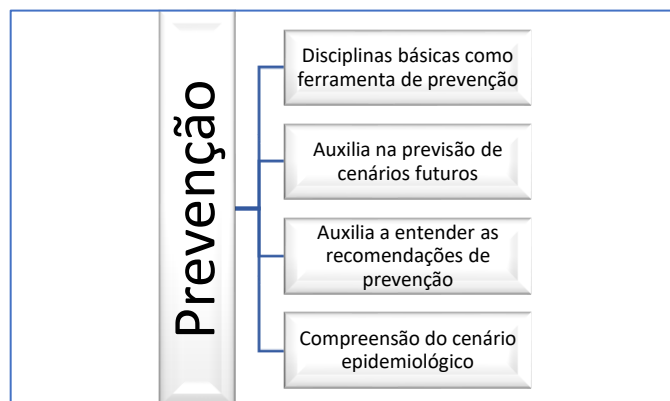 Prevenção
Disciplinas básicas como
ferramenta de prevenção
Auxilia na previsão de
cenários futuros
Auxilia a entender as
recomendações de
prevenção
Compreensão do cenário
epidemiológico